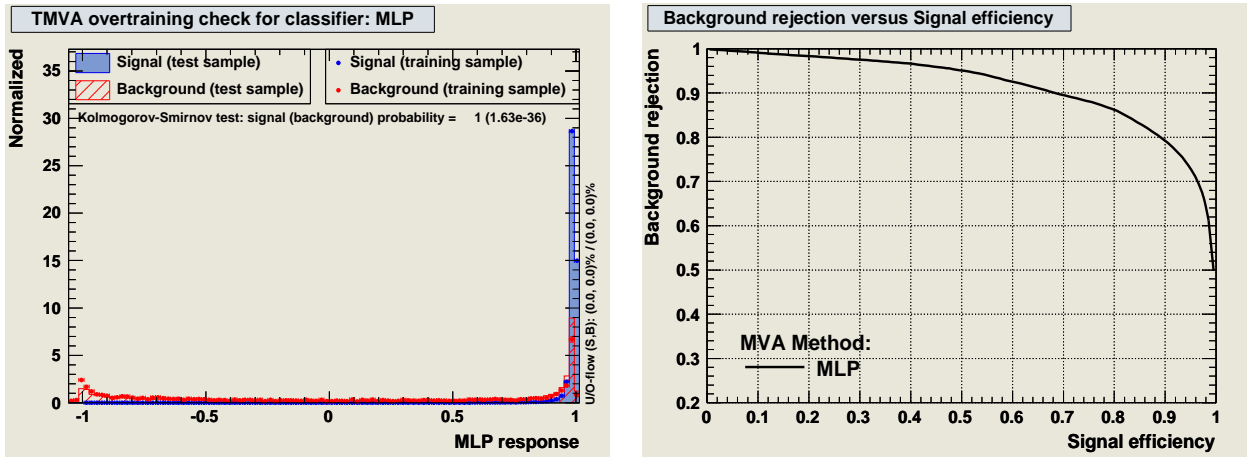 TMVA overtraining check for classifier: MLP
Normalized
35
30
25
20
15
10
5
0
Signal (test sample)
Background (test sample)
Signal (training sample)
Background (training sample)
Kolmogorov-Smirnov test: signal (background) probability = 1 (1.63e-36)
U/O-flow (S,B): (0.0, 0.0)% / (0.0, 0.0)%
-1 -0.5 0 0.5 1
MLP response
Background rejection versus Signal efficiency
Background rejection
1
0.9
0.8
0.7
0.6
0.5
0.4
0.3
0.2
MVA Method:
MLP
0 0.1 0.2 0.3 0.4 0.5 0.6 0.7 0.8 0.9 1
Signal efficiency